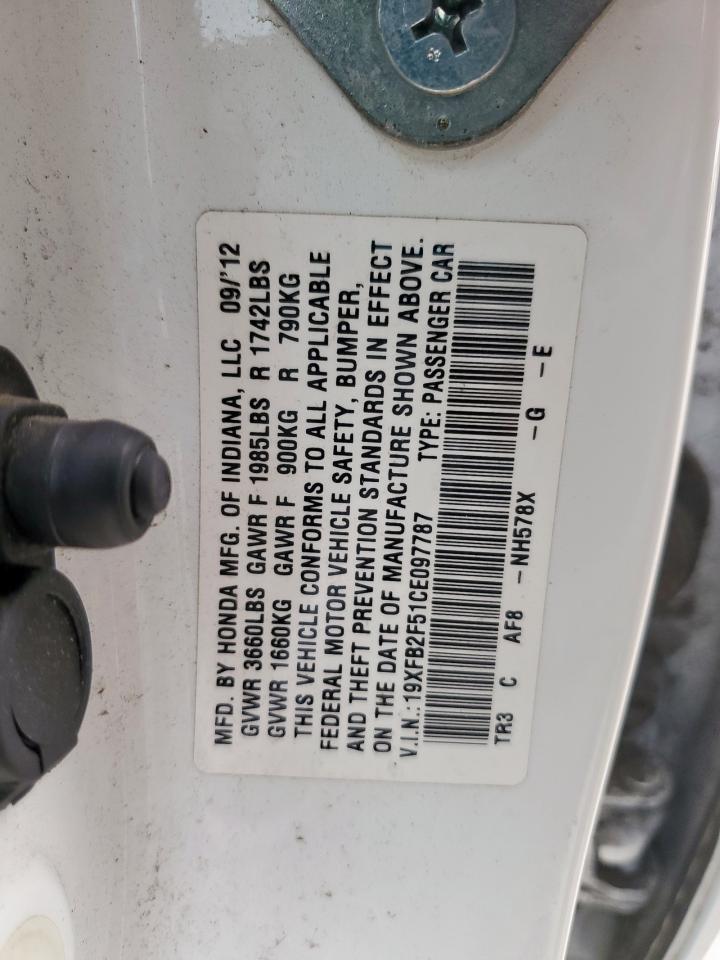 MFD. BY HONDA MFG. OF INDIANA, LLC 09/'12
GVWR 3660LBS GAWR F 1985LBS R 1742LBS
GVWR 1660KG GAWR F 900KG R 790KG
THIS VEHICLE CONFORMS TO ALL APPLICABLE
FEDERAL MOTOR VEHICLE SAFETY, BUMPER,
AND THEFT PREVENTION STANDARDS IN EFFECT
ON THE DATE OF MANUFACTURE SHOWN ABOVE.
V.I.N.: 19XFB2F51CE097787 TYPE: PASSENGER CAR
TR3 C AF8 -NH578X -G -E